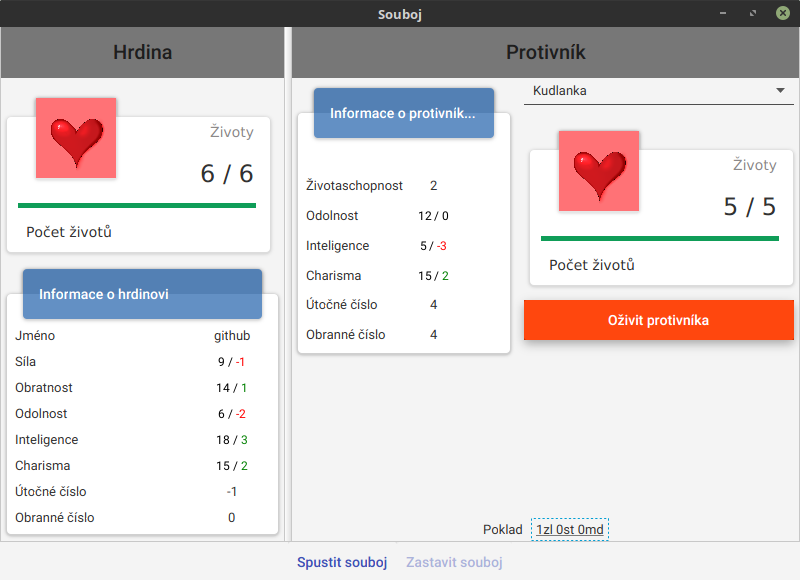 Souboj
Hrdina
Životy
6 / 6
Počet životů
Informace o hrdinovi
Jméno github
Síla 9 / -1
Obratnost 14 / 1
Odolnost 6 / -2
Inteligence 18 / 3
Charisma 15 / 2
Útočné číslo -1
Obranné číslo 0
Protivník
Informace o protivník...
Životaschopnost 2
Odolnost 12 / 0
Inteligence 5 / -3
Charisma 15 / 2
Útočné číslo 4
Obranné číslo 4
Kudlanka
Životy
5 / 5
Počet životů
Oživit protivníka
Poklad 1zl 0st 0md
Spustit souboj Zastavit souboj